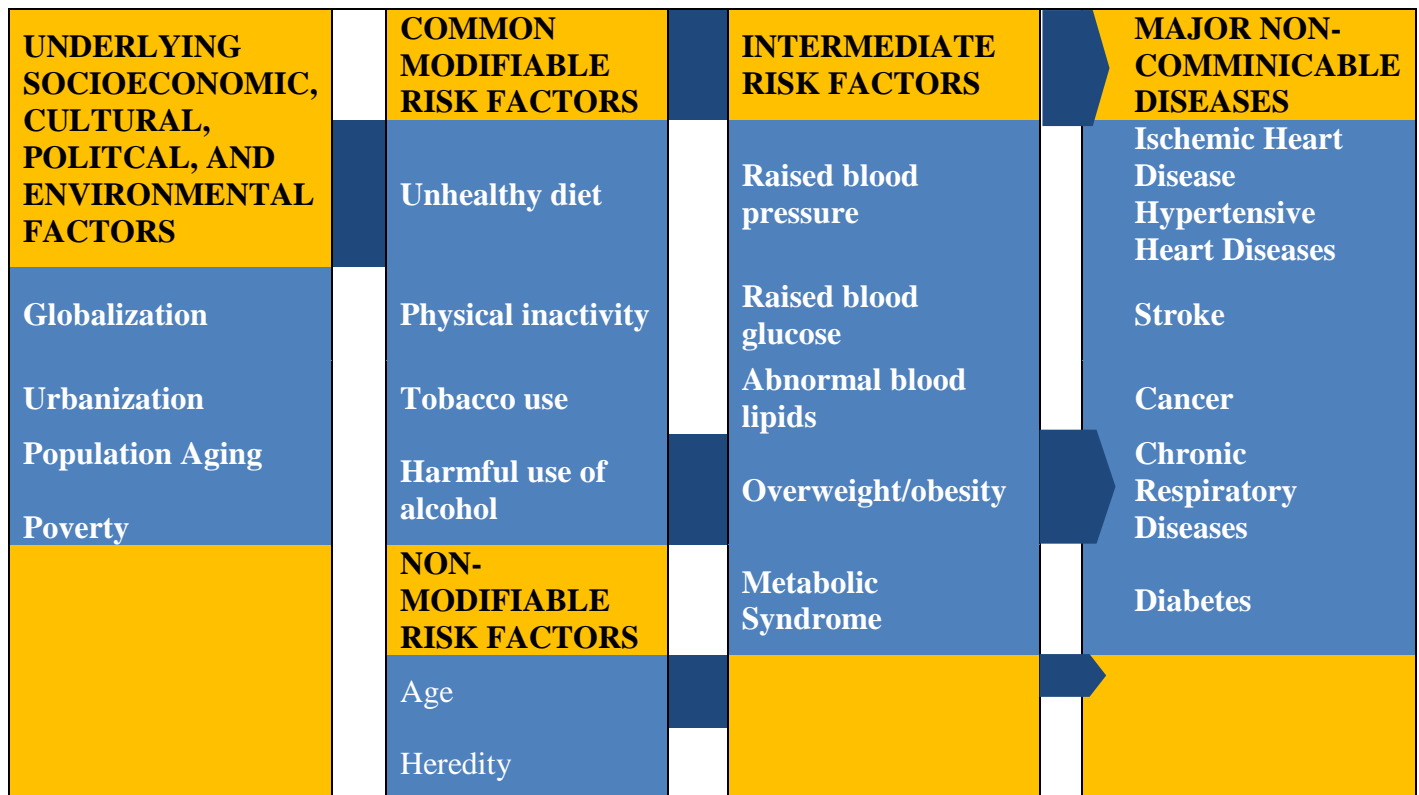 UNDERLYING
SOCIOECONOMIC,
CULTURAL,
POLITCAL, AND
ENVIRONMENTAL
FACTORS
Globalization
Urbanization
Population Aging
Poverty
COMMON
MODIFIABLE
RISK FACTORS
Unhealthy diet
Physical inactivity
Tobacco use
Harmful use of
alcohol
NON-
MODIFIABLE
RISK FACTORS
Age
Heredity
INTERMEDIATE
RISK FACTORS
Raised blood
pressure
Raised blood
glucose
Abnormal blood
lipids
Overweight/obesity
Metabolic
Syndrome
MAJOR NON-
COMMINICABLE
DISEASES
Ischemic Heart
Disease
Hypertensive
Heart Diseases
Stroke
Cancer
Chronic
Respiratory
Diseases
Diabetes